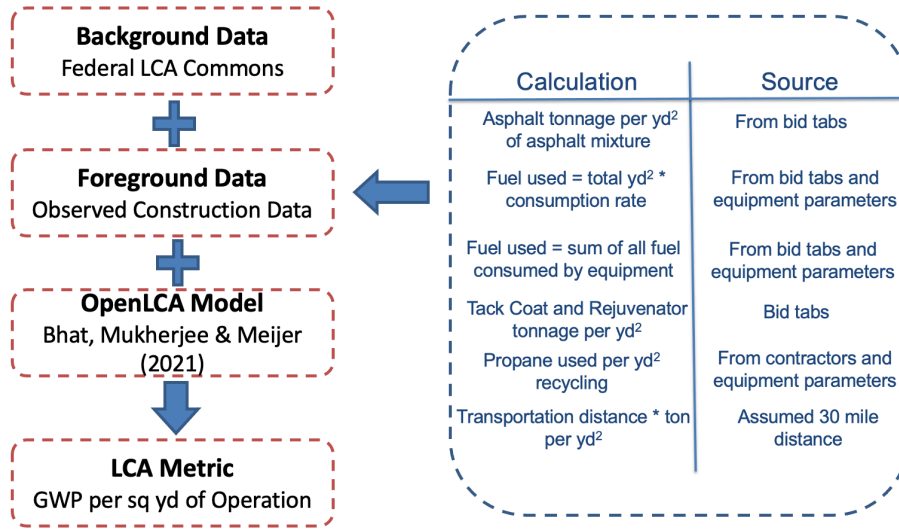 Background Data
Federal LCA Commons
Foreground Data
Observed Construction Data
OpenLCA Model
Bhat, Mukherjee & Meijer
(2021)
LCA Metric
GWP per sq yd of Operation
Calculation
Source
Asphalt tonnage per yd²
of asphalt mixture
From bid tabs
Fuel used = total yd² *
consumption rate
From bid tabs and
equipment parameters
Fuel used = sum of all fuel
consumed by equipment
From bid tabs and
equipment parameters
Tack Coat and Rejuvenator
tonnage per yd²
Bid tabs
Propane used per yd²
recycling
From contractors and
equipment parameters
Transportation distance * ton
per yd²
Assumed 30 mile
distance